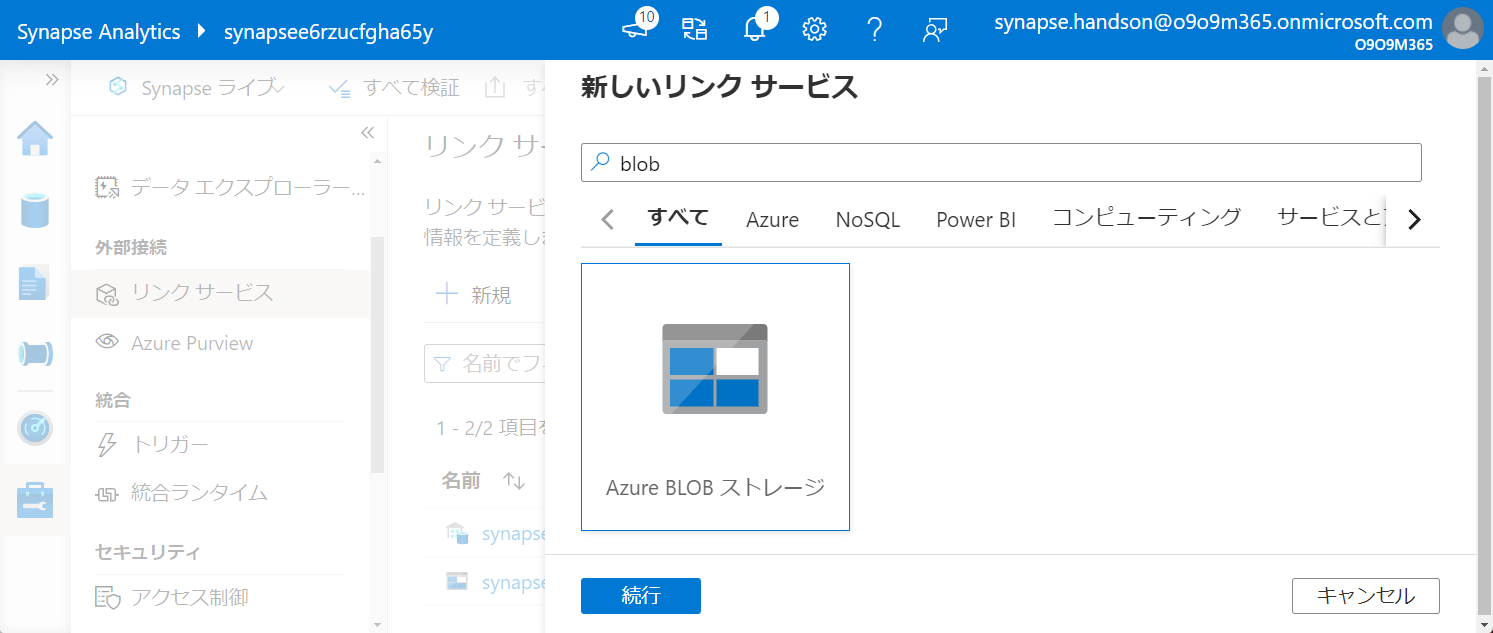 Synapse Analytics synapsee6rzucfgha65y
10
1
synapse.handson@o9o9m365.onmicrosoft.com
O9O9M365
Synapse ライブ
すべて検証
データ エクスプローラー...
外部接続
リンク サービス
Azure Purview
統合
トリガー
統合ランタイム
セキュリティ
アクセス制御
リンク サ
リンク サービ
情報を定義し
新規
名前でフ
1 - 2/2 項目
名前
synapse
synapse
新しいリンク サービス
blob
すべて Azure NoSQL Power BI コンピューティング サービスと
Azure BLOB ストレージ
続行
キャンセル